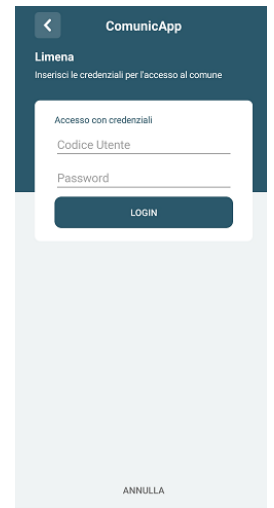 ComunicApp
Limena
Inserisci le credenziali per l'accesso al comune
Accesso con credenziali
Codice Utente
Password
LOGIN
ANNULLA